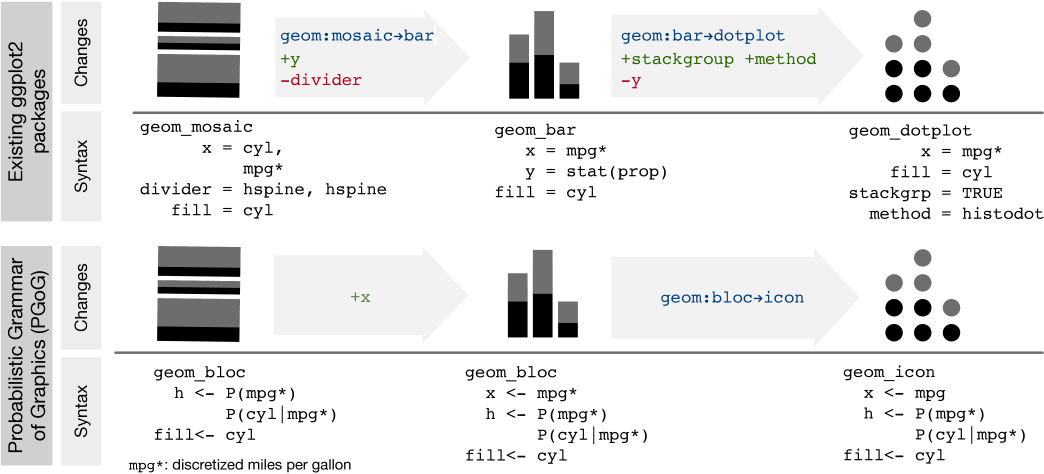 Existing ggplot2
packages
Changes
geom:mosaic→bar
+y
-divider
geom:bar→dotplot
+stackgroup +method
-y
Syntax
geom_mosaic
x = cyl,
mpg*
divider = hspine, hspine
fill = cyl
geom_bar
x = mpg*
y = stat(prop)
fill = cyl
geom_dotplot
x = mpg*
fill = cyl
stackgrp = TRUE
method = histodot
Probabilistic Grammar
of Graphics (PGoG)
Changes
+x
geom:bloc→icon
Syntax
geom_bloc
h <- P(mpg*)
P(cyl|mpg*)
fill<- cyl
geom_bloc
x <- mpg*
h <- P(mpg*)
P(cyl|mpg*)
fill<- cyl
geom_icon
x <- mpg
h <- P(mpg*)
P(cyl|mpg*)
fill<- cyl
mpg*: discretized miles per gallon